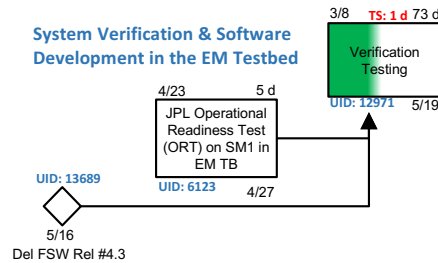 3/8 TS: 1 d 73 d
System Verification & Software
Development in the EM Testbed
Verification
Testing
UID: 12971
5/19
4/23 5 d
JPL Operational
Readiness Test
(ORT) on SM1 in
EM TB
UID: 6123
4/27
UID: 13689
5/16
Del FSW Rel #4.3